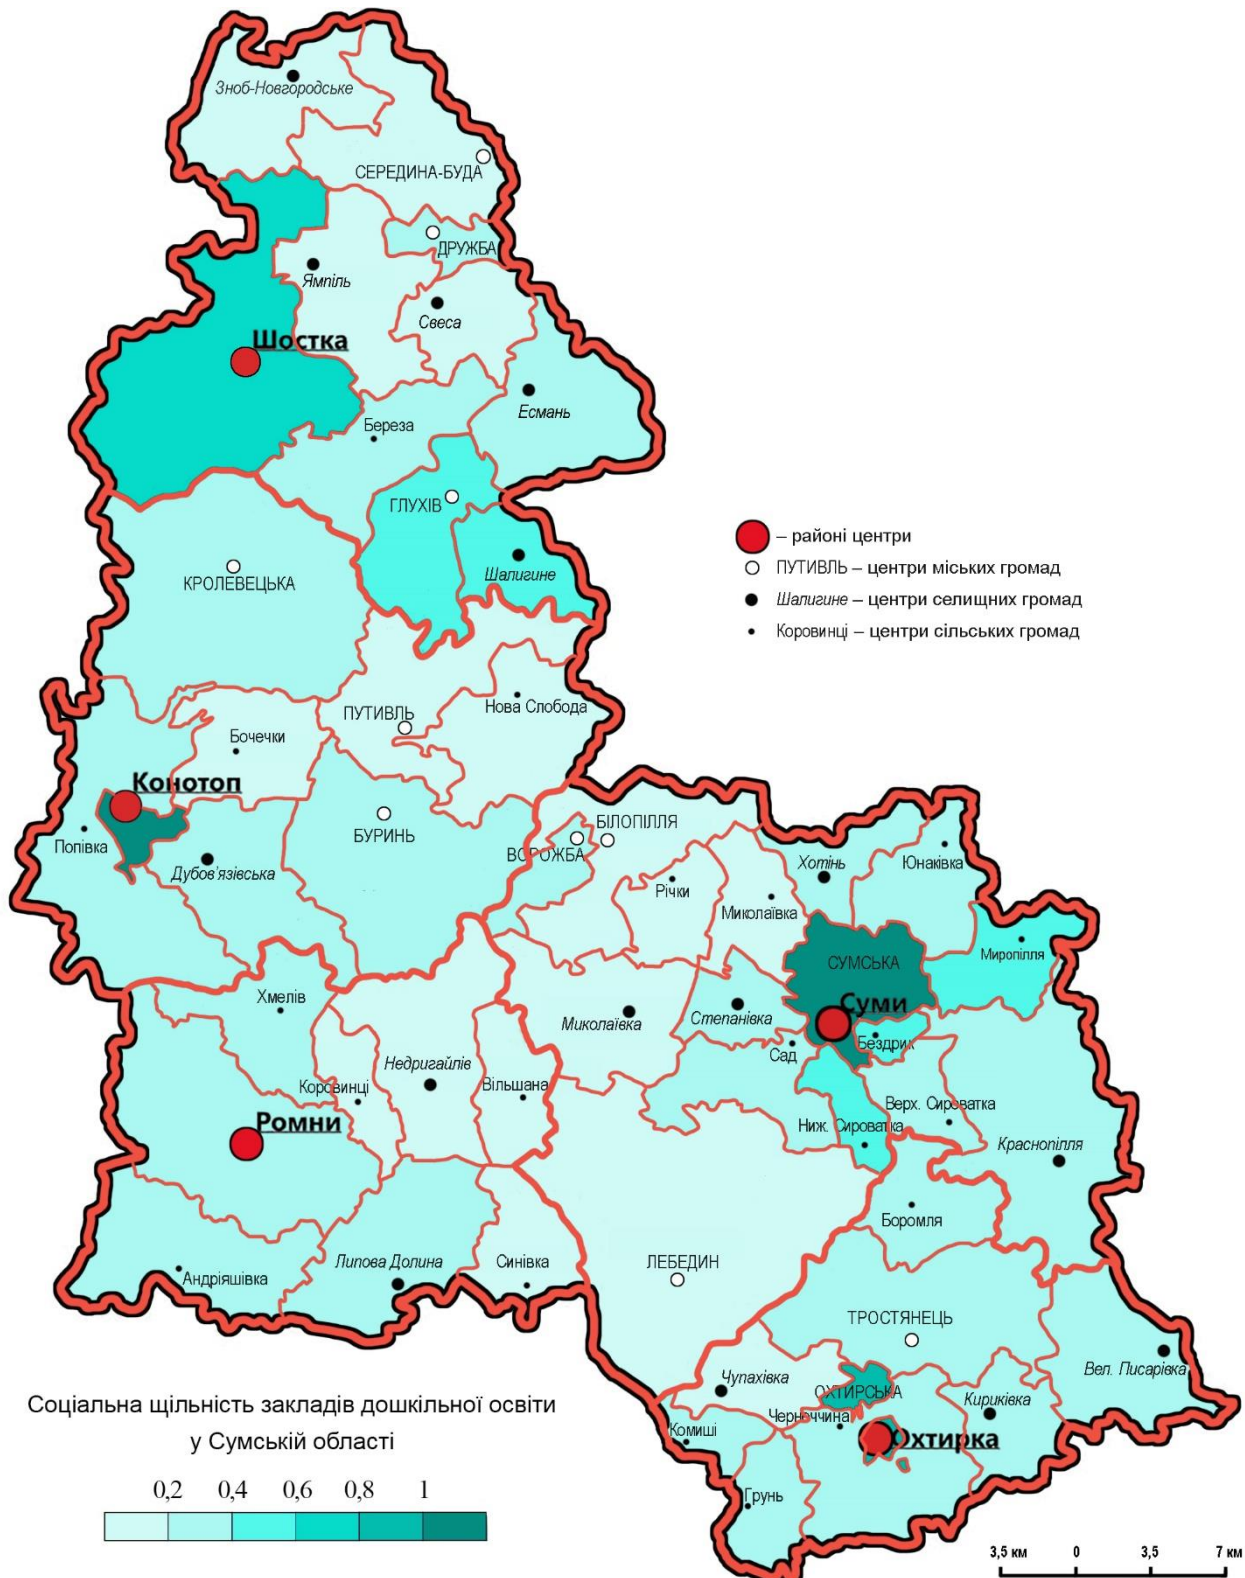 Зноб-Новгородське
СЕРЕДИНА-БУДА
ДРУЖБА
Ямпіль
Свеса
Шостка
Есмань
Береза
ГЛУХІВ
Шалигине
КРОЛЕВЕЦЬКА
– районі центри
ПУТИВЛЬ – центри міських громад
Шалигине – центри селищних громад
Коровинці – центри сільських громад
ПУТИВЛЬ
Нова Слобода
Бочечки
Конотоп
Попівка
БУРИНЬ
Дубов'язівська
БІЛОПІЛЛЯ
ВОРОЖБА
Річки
Миколаївка
Хотінь
Юнаківка
СУМСЬКА
Миропілля
Суми
Хмелів
Миколаївка
Степанівка
Сад
Бездрик
Недригайлів
Коровинці
Вільшана
Ромни
Верх. Сироватка
Ниж. Сироватка
Краснопілля
Боромля
Андріяшівка
Липова Долина
Синівка
ЛЕБЕДИН
ТРОСТЯНЕЦЬ
Вел. Писарівка
Чупахівка
ОХТИРСЬКА
Кириківка
Чернеччина
Комиші
Охтирка
Грунь
Соціальна щільність закладів дошкільної освіти
у Сумській області
0,2 0,4 0,6 0,8 1
3,5 км 0 3,5 7 км